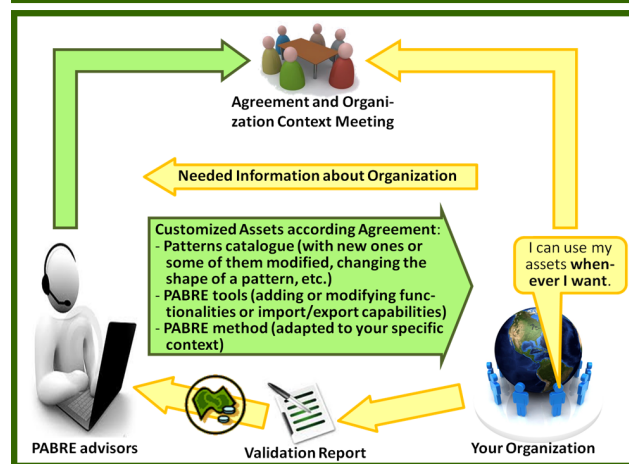 Agreement and Organi-
zation Context Meeting
Needed Information about Organization
Customized Assets according Agreement:
- Patterns catalogue (with new ones or
some of them modified, changing the
shape of a pattern, etc.)
- PABRE tools (adding or modifying func-
tionalities or import/export capabilities)
- PABRE method (adapted to your specific
context)
I can use my
assets when-
ever I want.
PABRE advisors
Validation Report
Your Organization